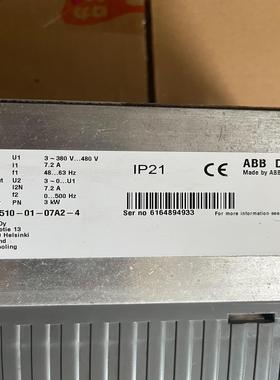 U1 3~380 V...480 V
I1 7.2 A
f1 48...63 Hz
U2 3~0...U1
I2N 7.2 A
f2 0...500 Hz
PN 3 kW
IP21
CE
ABB
Made by ABB
510-01-07A2-4
Oy
otie 13
Helsinki
nd
ooling
Ser no 6164894933
For more information see